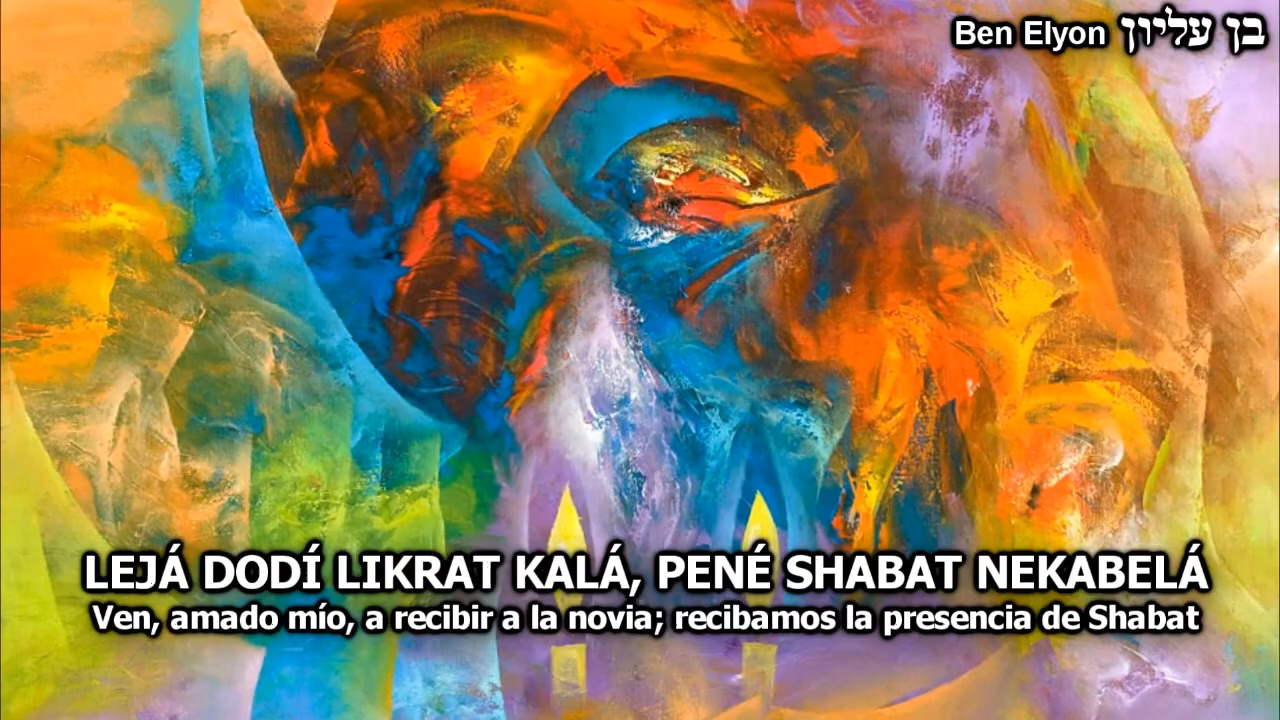 Ben Elyon בן עליון
LEJÁ DODÍ LIKRAT KALÁ, PENÉ SHABAT NEKABELÁ
Ven, amado mío, a recibir a la novia; recibamos la presencia de Shabat